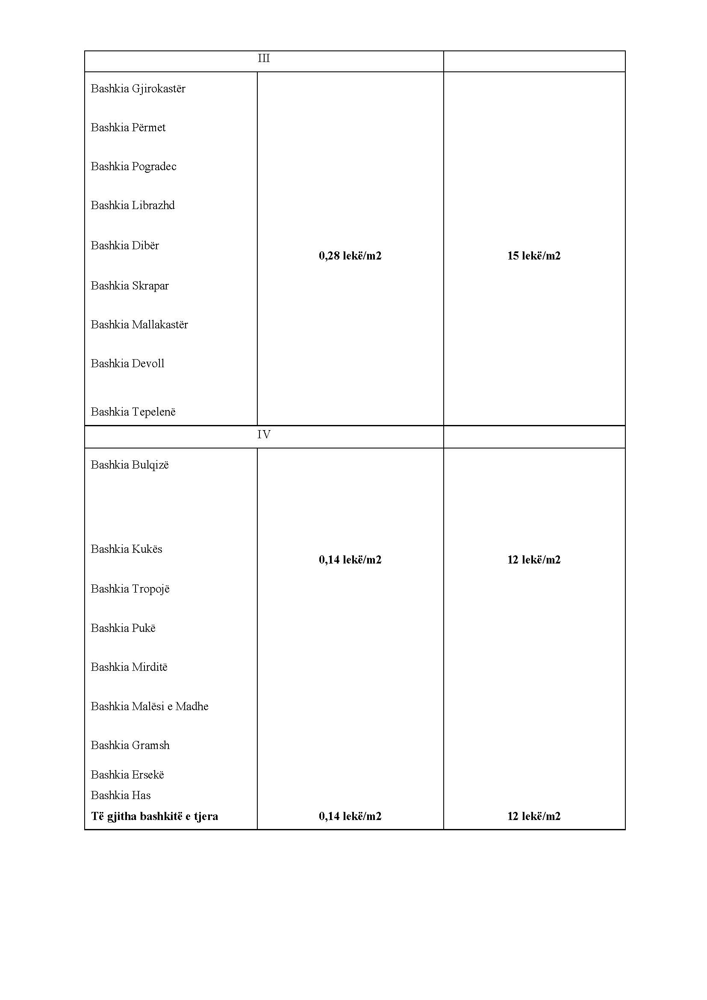 III
Bashkia Gjirokastër
Bashkia Përmet
Bashkia Pogradec
Bashkia Librazhd
Bashkia Dibër
0,28 lekë/m2 15 lekë/m2
Bashkia Skrapar
Bashkia Mallakastër
Bashkia Devoll
Bashkia Tepelenë
IV
Bashkia Bulqizë
Bashkia Kukës
0,14 lekë/m2 12 lekë/m2
Bashkia Tropojë
Bashkia Pukë
Bashkia Mirditë
Bashkia Malësi e Madhe
Bashkia Gramsh
Bashkia Ersekë
Bashkia Has
Të gjitha bashkitë e tjera 0,14 lekë/m2 12 lekë/m2